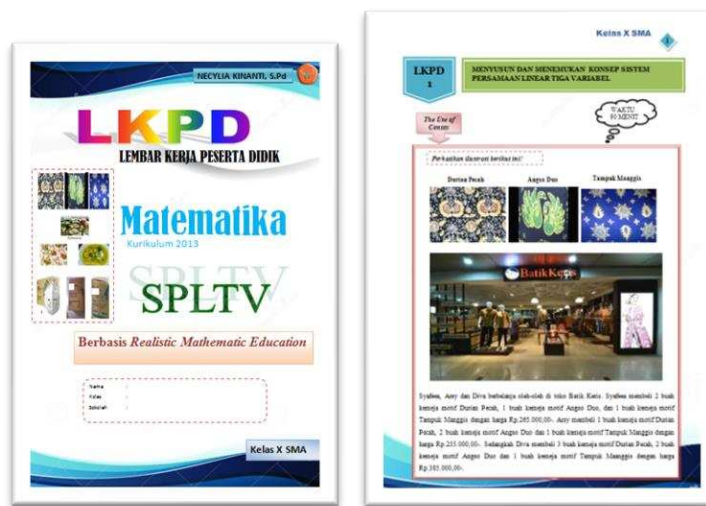 NECYLIA KINANTI, S.Pd
LKPD
LEMBAR KERJA PESERTA DIDIK
Matematika
Kurikulum 2013
SPLTV
Berbasis Realistic Mathematic Education
Nama :
Kelas :
Sekolah :
Kelas X SMA
Kelas X SMA
1
LKPD
1
MENYUSUN DAN MENEMUKAN KONSEP SISTEM
PERSAMAAN LINEAR TIGA VARIABEL
The Use of
Contex
WAKTU
90 MENIT
Perhatikan ilustrasi berikut ini!
Durian Pecah
Angso Duo
Tampuk Manggis
BatikKeris
Syafira, Arsy dan Diva berbelanja oleh-oleh di toko Batik Keris. Syafira membeli 2 buah
kemeja motif Durian Pecah, 1 buah kemeja motif Angso Duo, dan 1 buah kemeja motif
Tampuk Manggis dengan harga Rp.265.000,00-. Arsy membeli 1 buah kemeja motif Durian
Pecah, 2 buah kemeja motif Angso Duo dan 1 buah kemeja motif Tampuk Manggis dengan
harga Rp.255.000,00-. Sedangkah Diva membeli 3 buah kemeja motif Durian Pecah, 2 buah
kemeja motif Angso Duo dan 1 buah kemeja motif Tampuk Maanggis dengan harga
Rp.385.000,00-.